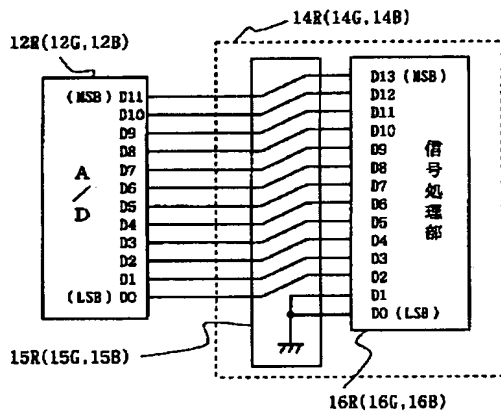 14R(14G,14B)
12R(12G,12B)
(MSB) D11
D10
D9
D8
D7
D6
D5
D4
D3
D2
D1
(LSB) D0
A/D
D13 (MSB)
D12
D11
D10
D9
D8
D7
D6
D5
D4
D3
D2
D1
D0 (LSB)
信号処理部
15R(15G,15B)
16R(16G,16B)